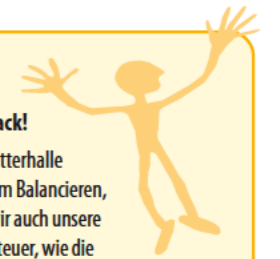 ack!
tterhalle
m Balancieren,
ir auch unsere
teuer, wie die